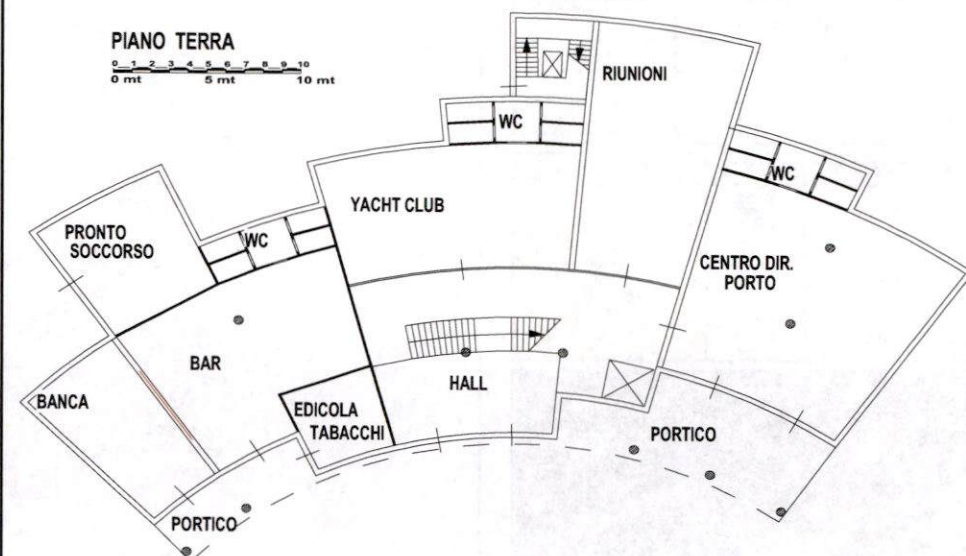 PIANO TERRA
0 1 2 3 4 5 6 7 8 9 10
0 mt 5 mt 10 mt
RIUNIONI
WC
YACHT CLUB
WC
PRONTO
SOCCORSO
WC
CENTRO DIR.
PORTO
BAR
HALL
BANCA
EDICOLA
TABACCHI
PORTICO
PORTICO